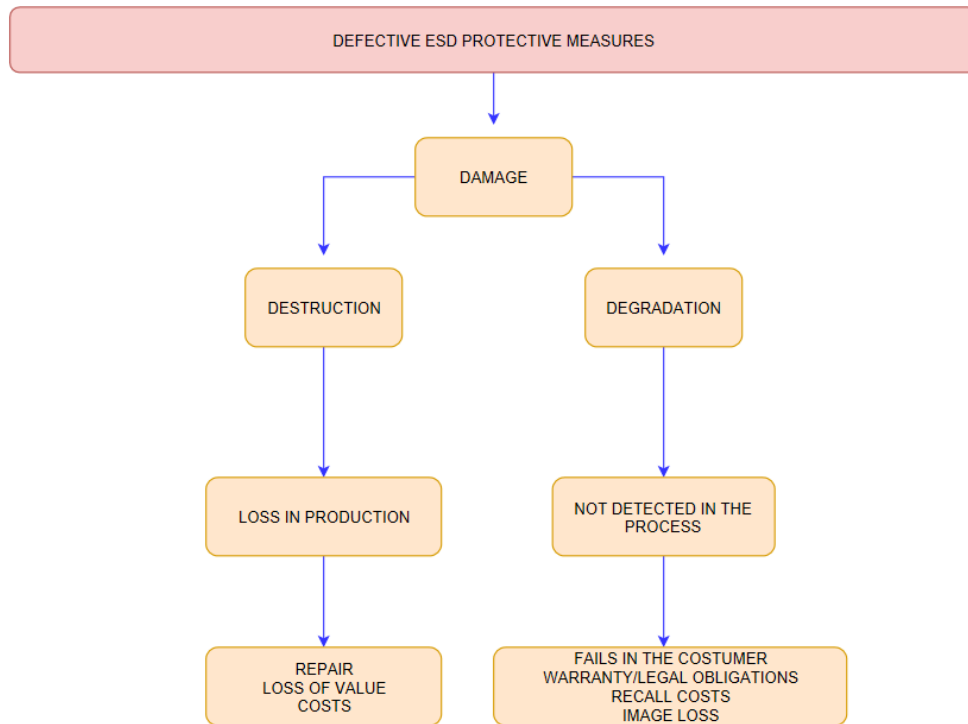 DEFECTIVE ESD PROTECTIVE MEASURES
DAMAGE
DESTRUCTION
DEGRADATION
LOSS IN PRODUCTION
NOT DETECTED IN THE
PROCESS
REPAIR
LOSS OF VALUE
COSTS
FAILS IN THE COSTUMER
WARRANTY/LEGAL OBLIGATIONS
RECALL COSTS
IMAGE LOSS